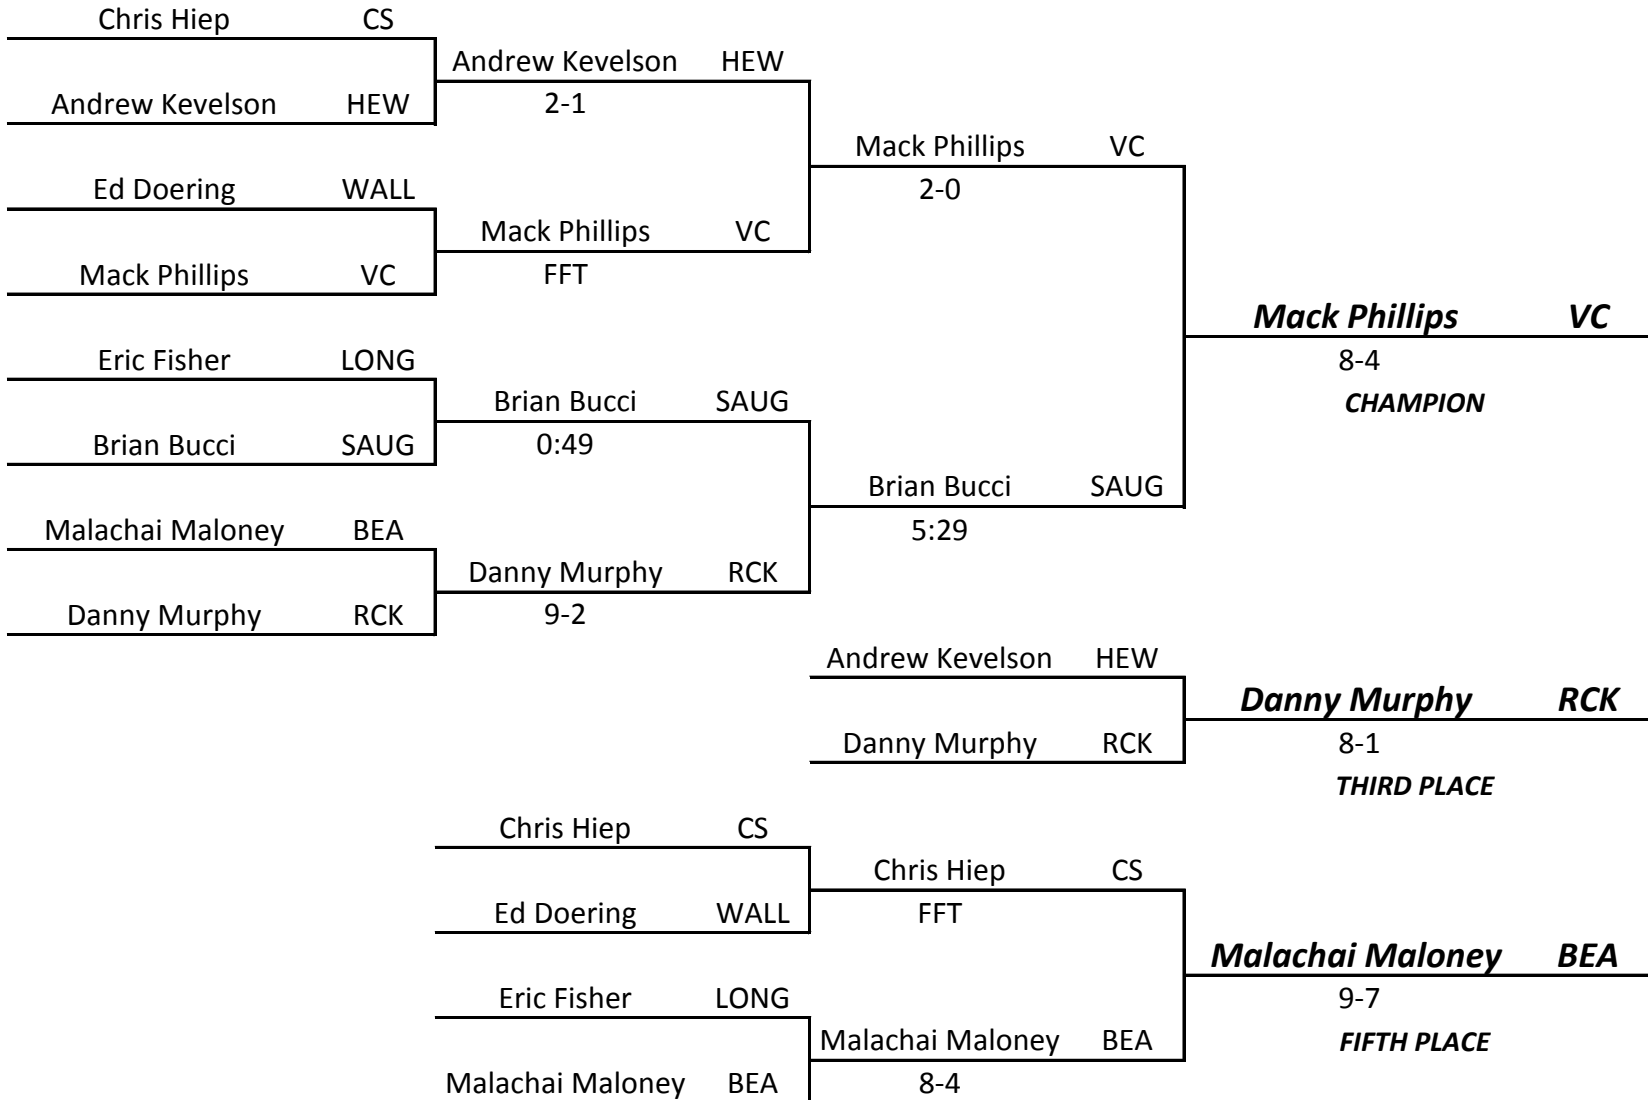 Chris Hiep CS
Andrew Kevelson HEW
Andrew Kevelson HEW
2-1
Mack Phillips VC
2-0
Ed Doering WALL
Mack Phillips VC
FFT
Mack Phillips VC
Mack Phillips VC
8-4
CHAMPION
Eric Fisher LONG
Brian Bucci SAUG
0:49
Brian Bucci SAUG
Brian Bucci SAUG
5:29
Malachai Maloney BEA
Danny Murphy RCK
9-2
Danny Murphy RCK
Andrew Kevelson HEW
Danny Murphy RCK
8-1
THIRD PLACE
Danny Murphy RCK
Chris Hiep CS
Chris Hiep CS
FFT
Ed Doering WALL
Malachai Maloney BEA
9-7
FIFTH PLACE
Eric Fisher LONG
Malachai Maloney BEA
8-4
Malachai Maloney BEA